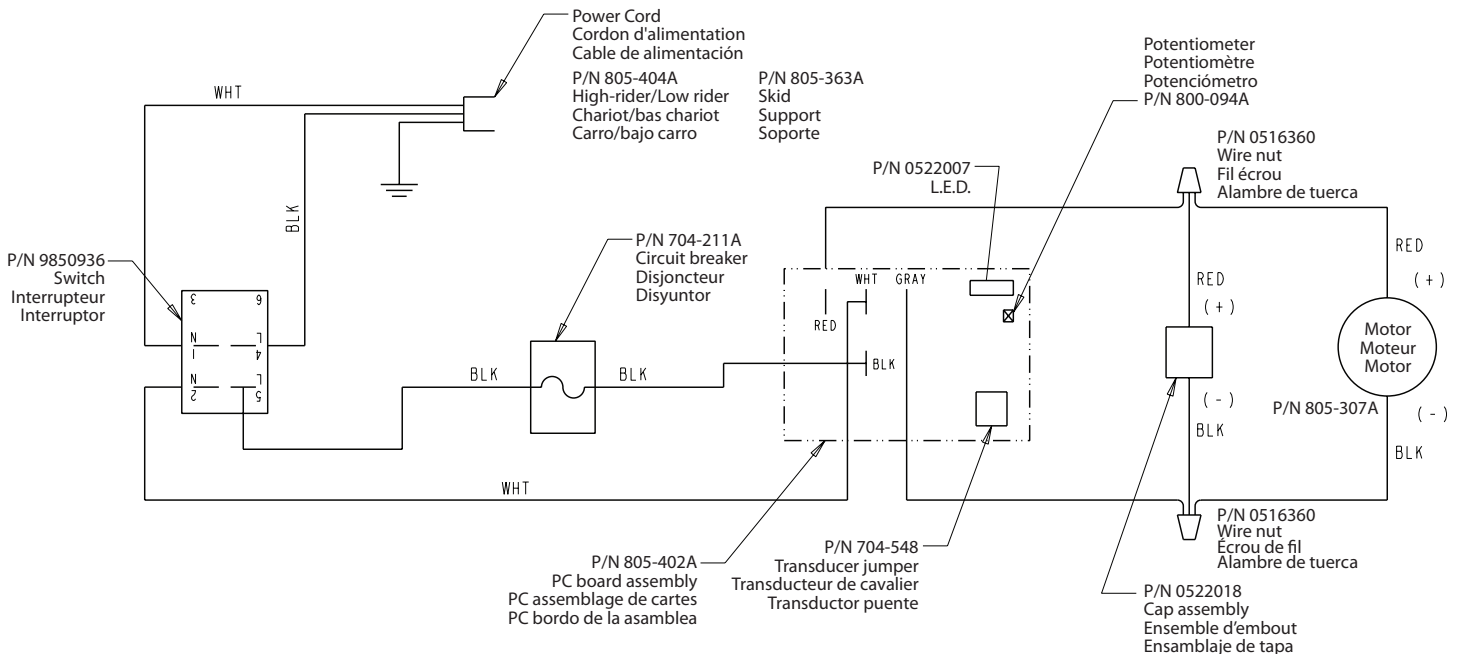 Power Cord
Cordon d'alimentation
Cable de alimentación
P/N 805-404A
High-rider/Low rider
Chariot/bas chariot
Carro/bajo carro
P/N 805-363A
Skid
Support
Soporte
Potentiometer
Potentiomètre
Potenciómetro
P/N 800-094A
WHT
BLK
P/N 0516360
Wire nut
Fil écrou
Alambre de tuerca
P/N 0522007
L.E.D.
P/N 9850936
Switch
Interrupteur
Interruptor
3 6
N L
1 4
N L
2 5
P/N 704-211A
Circuit breaker
Disjoncteur
Disyuntor
BLK
BLK
WHT GRAY
RED
BLK
RED
(+)
RED
(+)
Motor
Moteur
Motor
P/N 805-307A
(-)
BLK
(-)
BLK
WHT
P/N 805-402A
PC board assembly
PC assemblage de cartes
PC bordo de la asamblea
P/N 704-548
Transducer jumper
Transducteur de cavalier
Transductor puente
P/N 0516360
Wire nut
Écrou de fil
Alambre de tuerca
P/N 0522018
Cap assembly
Ensemble d'embout
Ensamblaje de tapa